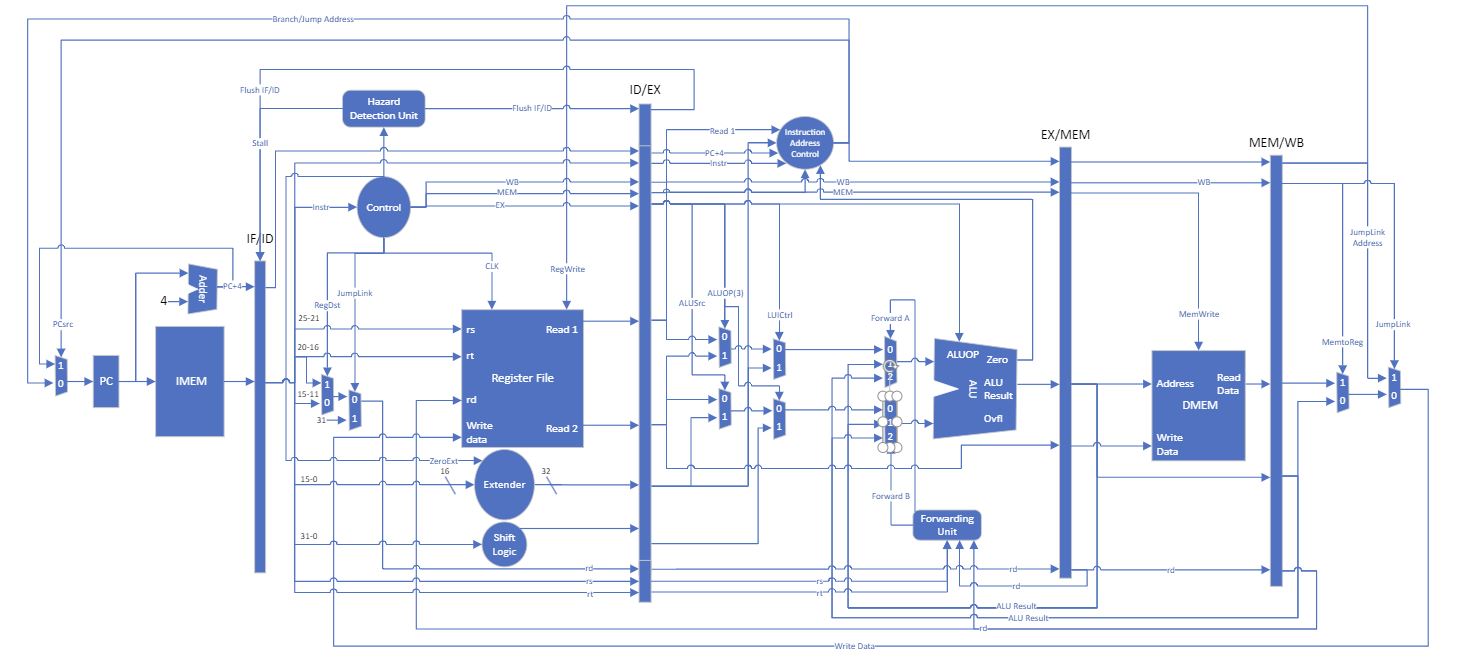 Branch/Jump Address
Flush IF/ID
Hazard
Detection Unit
Flush IF/ID
ID/EX
Stall
Read 1
Instruction
Address
Control
PC+4
Instr
EX/MEM
MEM/WB
WB
MEM
EX
WB
MEM
WB
Instr
Control
IF/ID
JumpLink
Address
CLK
RegWrite
Adder
PC+4
4
RegDst
JumpLink
ALUSrc
ALUOP(3)
LUICtrl
Forward A
MemWrite
PCsrc
25-21
rs
Read 1
JumpLink
MemtoReg
20-16
rt
0
1
0
1
0
1
2
ALUOP
Zero
1
0
PC
IMEM
Register File
ALU
ALU
Result
Ovfl
Address
Read
Data
DMEM
1
0
1
0
15-11
1
0
0
1
31
rd
0
1
0
1
0
1
2
Write
data
Read 2
Write
Data
ZeroExt
16
32
15-0
Extender
Forward B
Forwarding
Unit
31-0
Shift
Logic
rd
rs
rt
rd
rs
rt
rd
rd
ALU Result
ALU Result
rd
Write Data